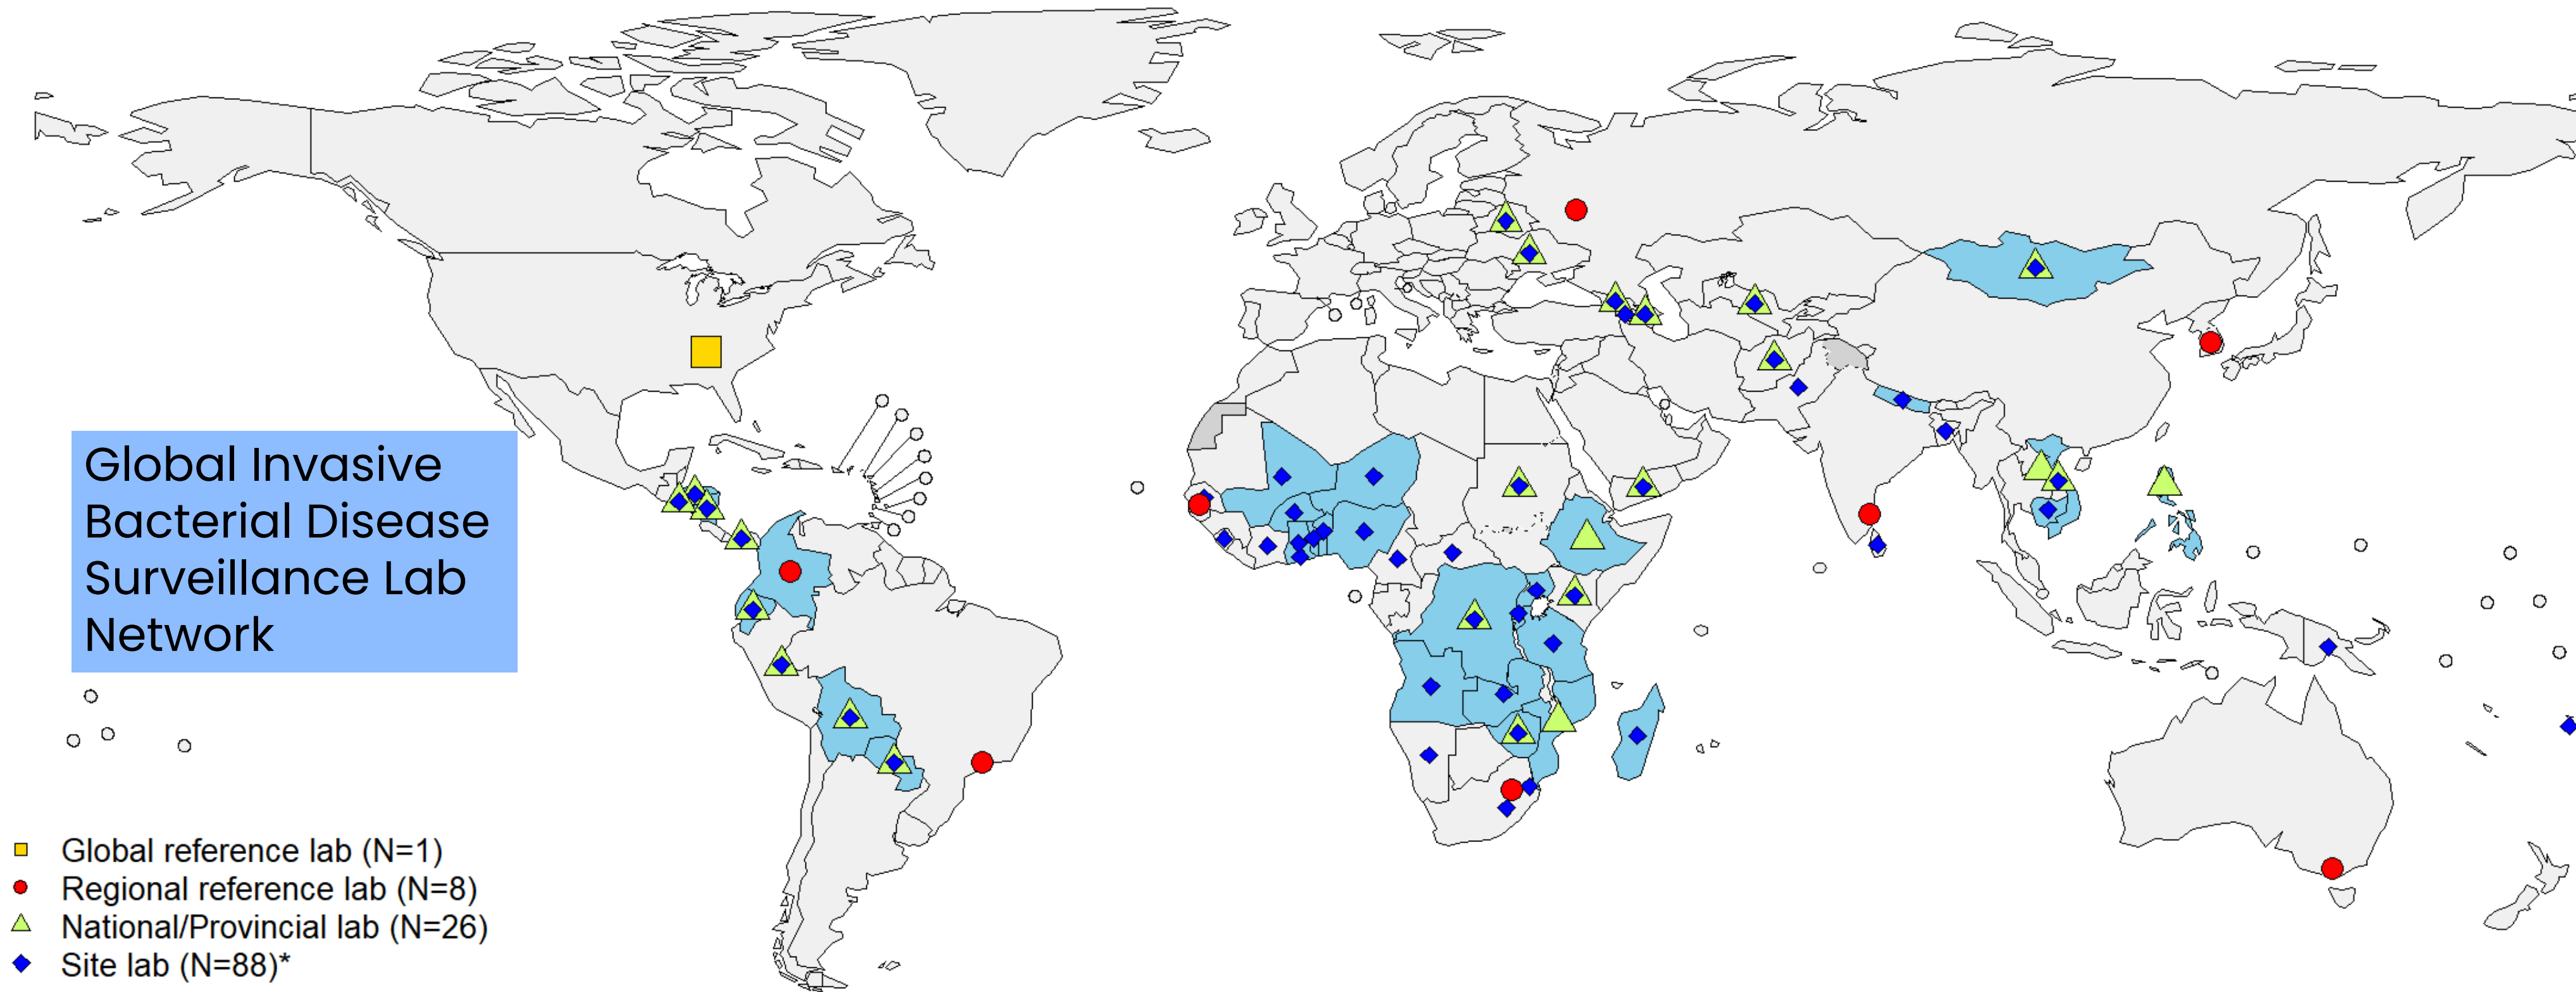 Global Invasive
Bacterial Disease
Surveillance Lab
Network
Global reference lab (N=1)
Regional reference lab (N=8)
National/Provincial lab (N=26)
Site lab (N=88)*